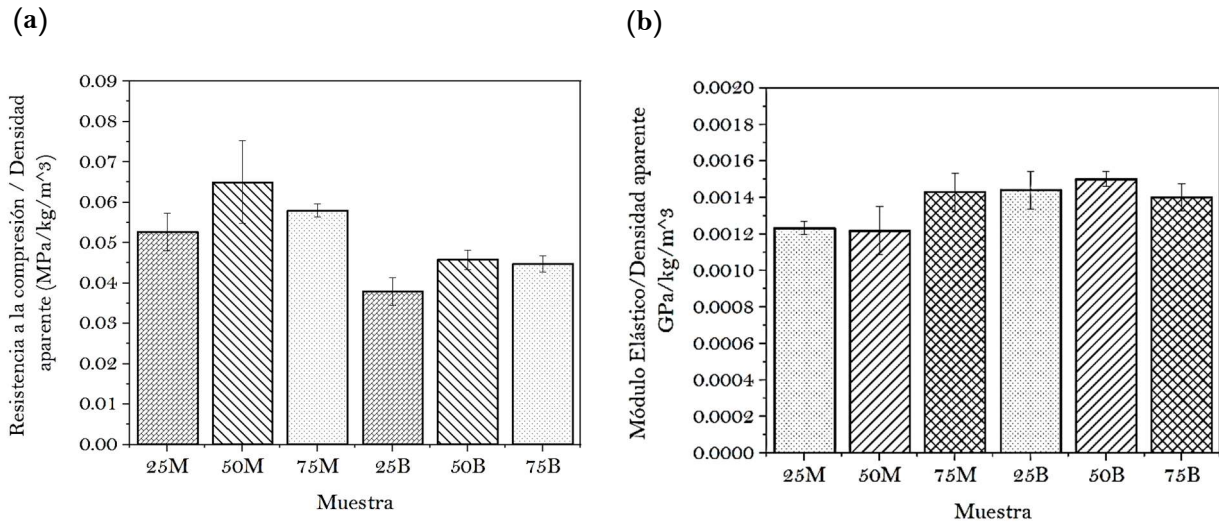 (a)
Resistencia a la compresión / Densidad
aparente (MPa/kg/m^3)
0.09
0.08
0.07
0.06
0.05
0.04
0.03
0.02
0.01
0.00
25M 50M 75M 25B 50B 75B
Muestra
(b)
Módulo Elástico/Densidad aparente
GPa/kg/m^3
0.0020
0.0018
0.0016
0.0014
0.0012
0.0010
0.0008
0.0006
0.0004
0.0002
0.0000
25M 50M 75M 25B 50B 75B
Muestra